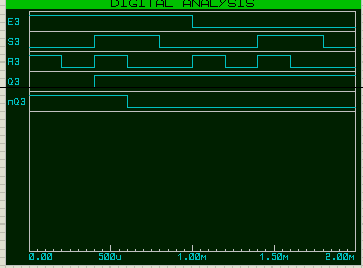 DIGITAL ANALYSIS
E3
S3
R3
Q3
nQ3
0.00 500u 1.00m 1.50m 2.00m